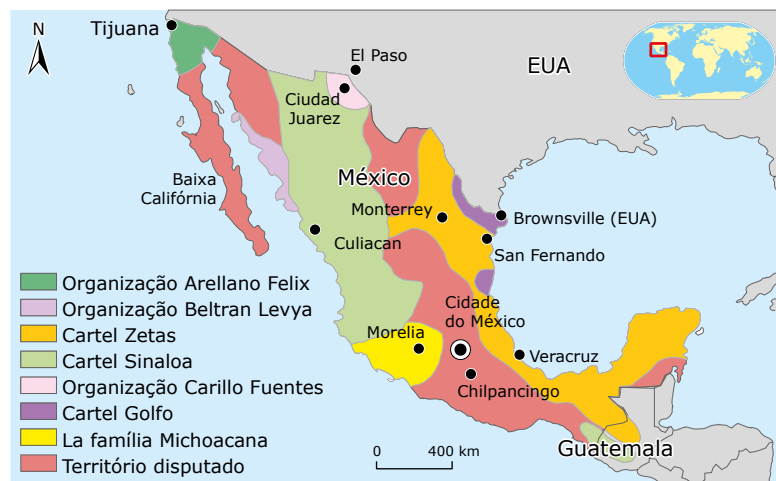 Tijuana
N
El Paso
EUA
Ciudad
Juarez
Baixa
Califórnia
México
Monterrey
Brownsville (EUA)
Culiacan
San Fernando
Organização Arellano Felix
Organização Beltran Levya
Cartel Zetas
Cartel Sinaloa
Organização Carillo Fuentes
Cartel Golfo
La família Michoacana
Território disputado
Cidade
do México
Morelia
Veracruz
Chilpancingo
Guatemala
0 400 km